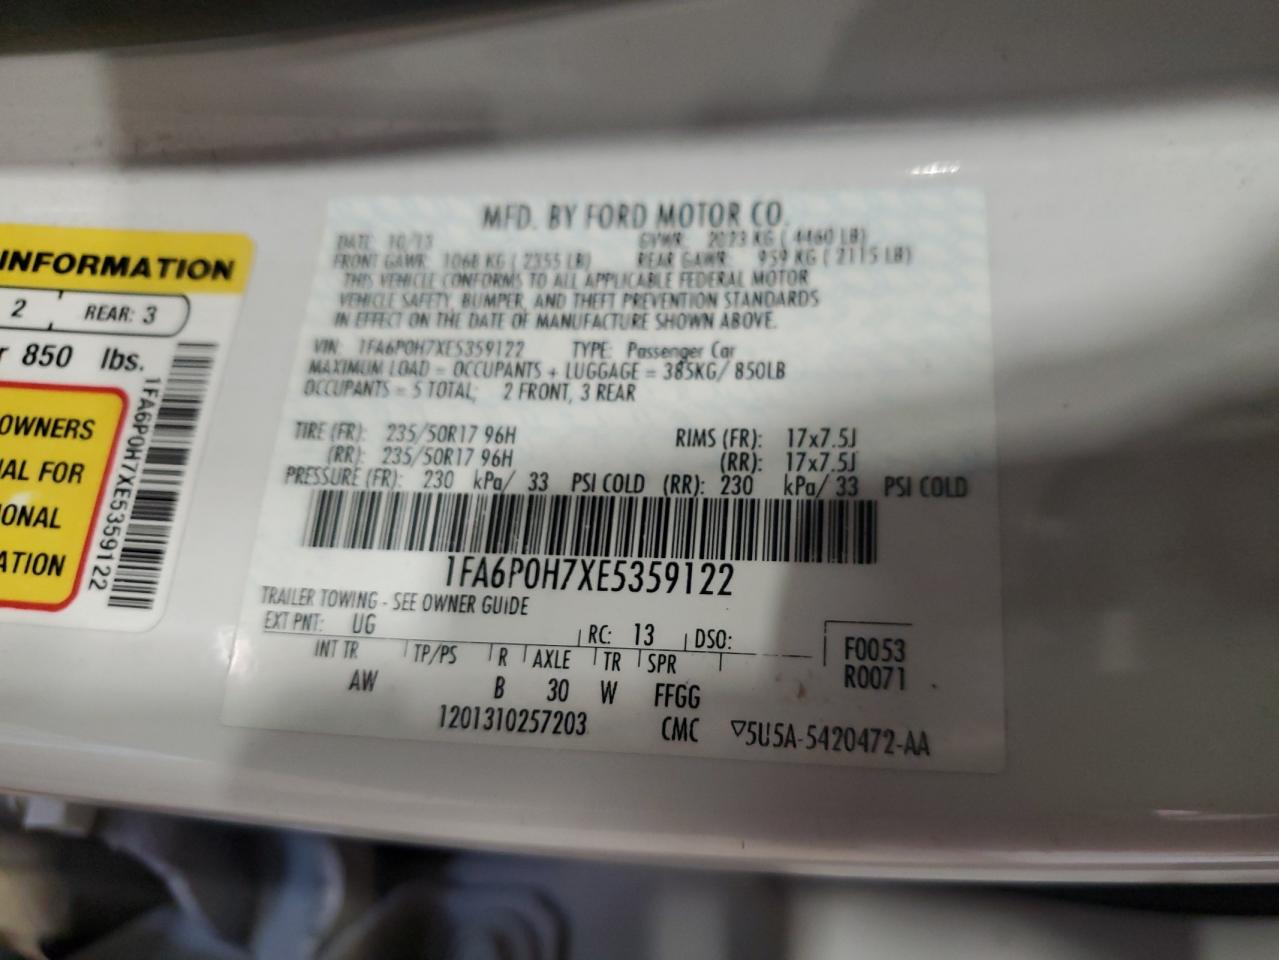 INFORMATION
2 REAR: 3
850 lbs.
OWNERS
FOR
1FA6P0H7XE5359122
MFD. BY FORD MOTOR CO.
DATE: 10/13 GVWR: 2023 KG ( 4460 LB)
FRONT GAWR: 1068 KG ( 2355 LB) REAR GAWR: 959 KG ( 2115 LB)
THIS VEHICLE CONFORMS TO ALL APPLICABLE FEDERAL MOTOR
VEHICLE SAFETY, BUMPER, AND THEFT PREVENTION STANDARDS
IN EFFECT ON THE DATE OF MANUFACTURE SHOWN ABOVE.
VIN: 1FA6P0H7XE5359122 TYPE: Passenger Car
MAXIMUM LOAD = OCCUPANTS + LUGGAGE = 385KG/ 850LB
OCCUPANTS = 5 TOTAL; 2 FRONT, 3 REAR
TIRE (FR): 235/50R17 96H RIMS (FR): 17x7.5J
(RR): 235/50R17 96H (RR): 17x7.5J
PRESSURE (FR): 230 kPa/ 33 PSI COLD (RR): 230 kPa/ 33 PSI COLD
1FA6P0H7XE5359122
TRAILER TOWING - SEE OWNER GUIDE
EXT PNT: UG RC: 13 DSO: F0053
INT TR TP/PS R AXLE TR SPR R0071
AW B 30 W FFGG
1201310257203 CMC ▽5U5A-5420472-AA